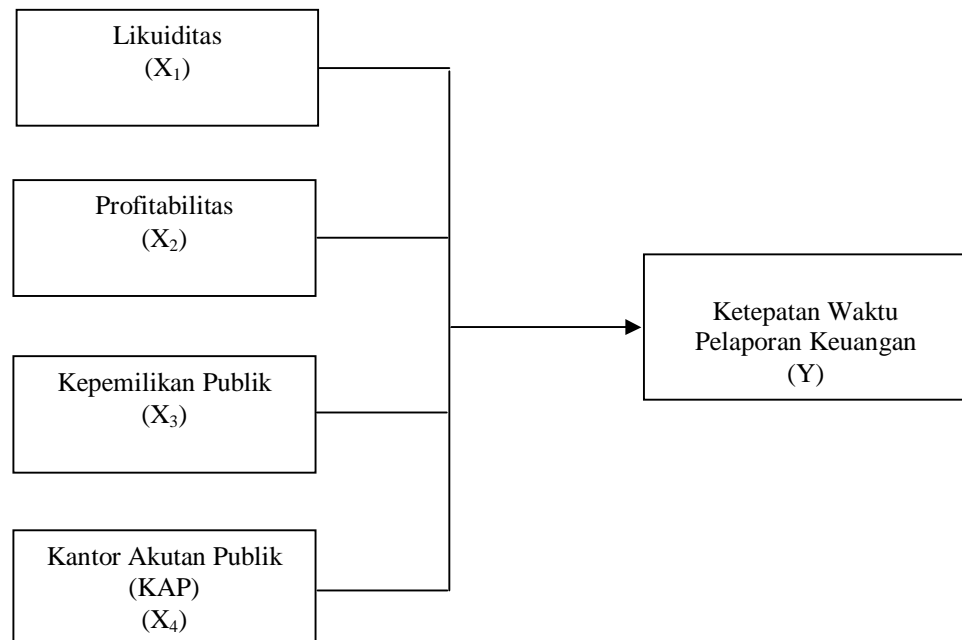 Likuiditas
(X₁)
Profitabilitas
(X₂)
Kepemilikan Publik
(X₃)
Kantor Akutan Publik
(KAP)
(X₄)
Ketepatan Waktu
Pelaporan Keuangan
(Y)